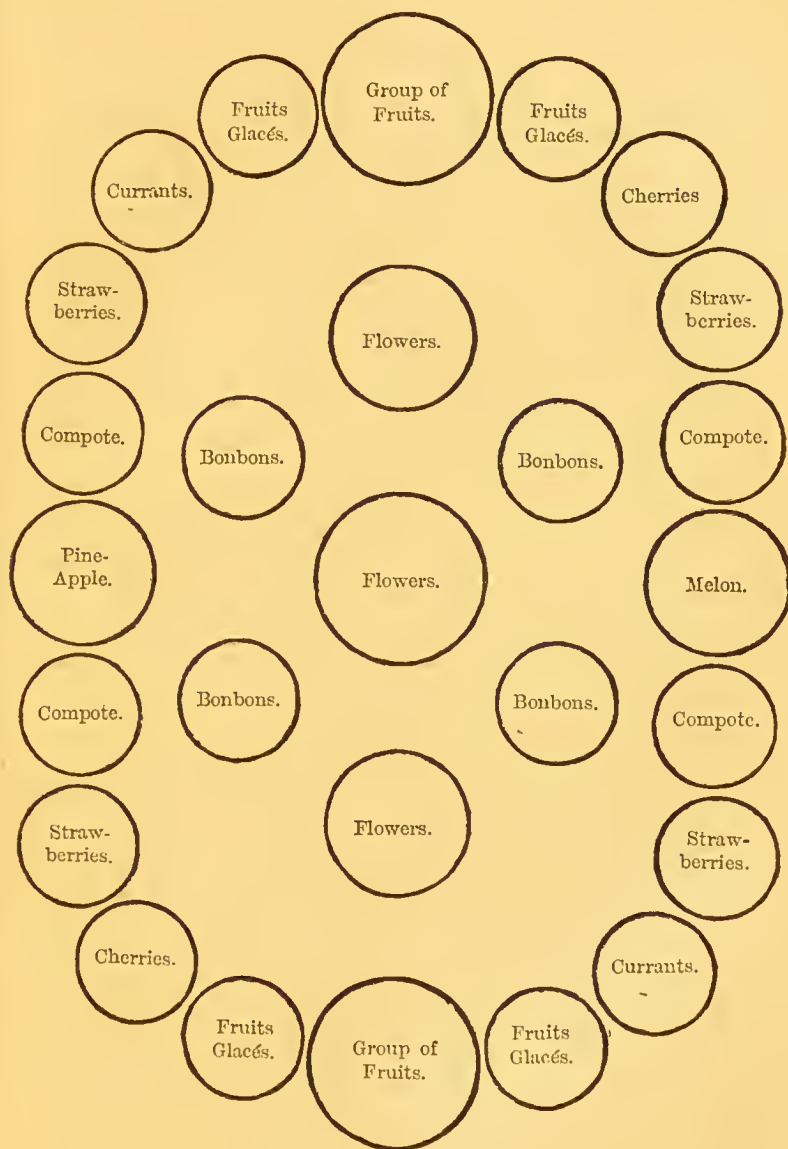 Group of
Fruits.
Fruits
Glacés.
Fruits
Glacés.
Currants.
Cherries
Straw-
berries.
Straw-
berries.
Flowers.
Compote.
Bonbons.
Bonbons.
Compote.
Pine-
Apple.
Flowers.
Melon.
Compote.
Bonbons.
Bonbons.
Compote.
Straw-
berries.
Flowers.
Straw-
berries.
Cherries.
Currants.
Fruits
Glacés.
Group of
Fruits.
Fruits
Glacés.